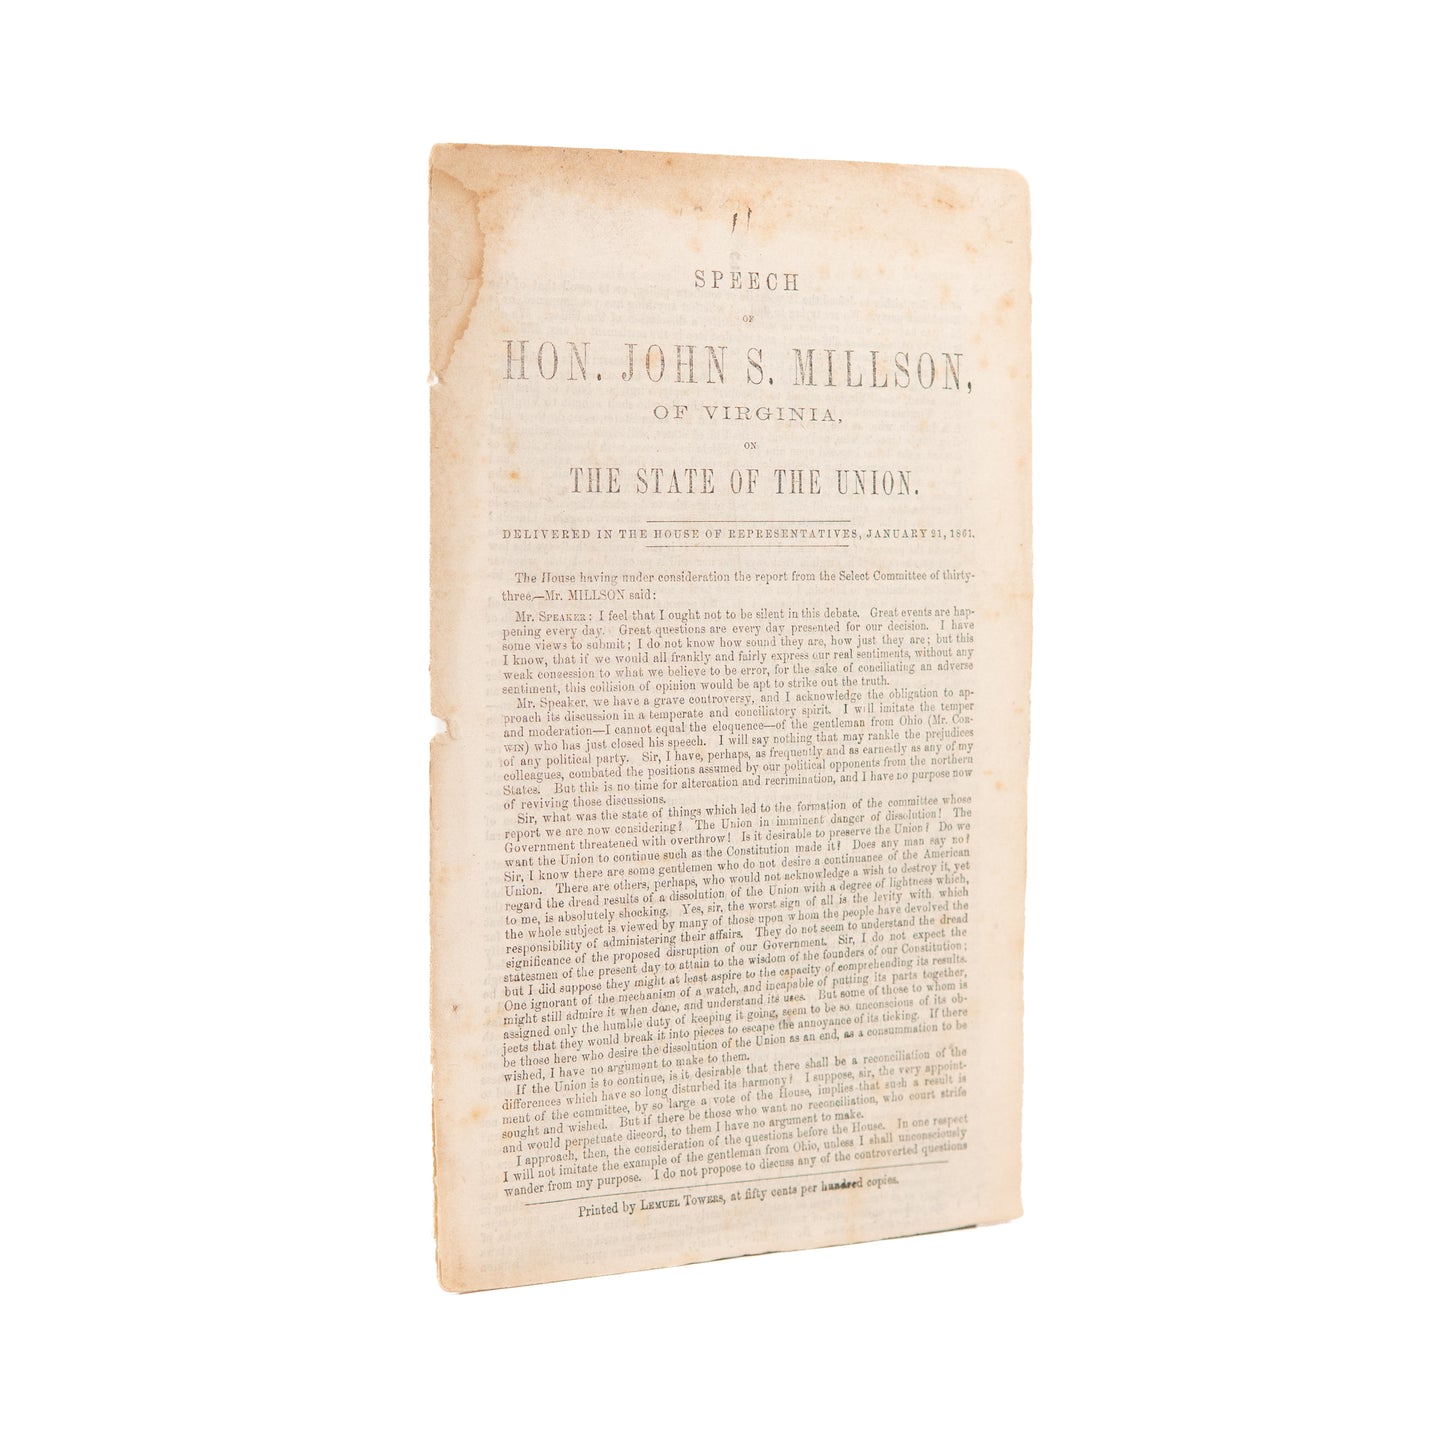 SPEECH
OF
HON. JOHN S. MILLSON,
OF VIRGINIA,
ON
THE STATE OF THE UNION.
DELIVERED IN THE HOUSE OF REPRESENTATIVES, JANUARY 21, 1861.
The House having under consideration the report from the Select Committee of thirty-
three,—Mr. MILLSON said:
Mr. SPEAKER: I feel that I ought not to be silent in this debate. Great events are hap-
pening every day. Great questions are every day presented for our decision. I have
some views to submit; I do not know how sound they are, how just they are; but this
I know, that if we would all frankly and fairly express our real sentiments, without any
weak concession to what we believe to be error, for the sake of conciliating an adverse
sentiment, this collision of opinion would be apt to strike out the truth.
Mr. Speaker, we have a grave controversy, and I acknowledge the obligation to ap-
proach its discussion in a temperate and conciliatory spirit. I will imitate the temper
and moderation—I cannot equal the eloquence—of the gentleman from Ohio (Mr. COR-
WIN) who has just closed his speech. I will say nothing that may rankle the prejudices
of any political party. Sir, I have, perhaps, as frequently and as earnestly as any of my
colleagues, combated the positions assumed by our political opponents from the northern
States. But this is no time for altercation and recrimination, and I have no purpose now
of reviving those discussions.
Sir, what was the state of things which led to the formation of the committee whose
report we are now considering? The Union in imminent danger of dissolution! The
Government threatened with overthrow! Is it desirable to preserve the Union? Do we
want the Union to continue such as the Constitution made it? Does any man say no?
Sir, I know there are some gentlemen who do not desire a continuance of the American
Union. There are others, perhaps, who would not acknowledge a wish to destroy it, yet
regard the dread results of a dissolution of the Union with a degree of lightness which,
to me, is absolutely shocking. Yes, sir, the worst sign of all is the levity with which
the whole subject is viewed by many of those upon whom the people have devolved the
responsibility of administering their affairs. They do not seem to understand the dread
significance of the proposed disruption of our Government. Sir, I do not expect the
statesmen of the present day to attain to the wisdom of the founders of our Constitution;
but I did suppose they might at least aspire to the capacity of comprehending its results.
One ignorant of the mechanism of a watch, and incapable of putting its parts together,
might still admire it when done, and understand its uses. But some of those to whom is
assigned only the humble duty of keeping it going, seem to be so unconscious of its ob-
jects that they would break it into pieces to escape the annoyance of its ticking. If there
be those here who desire the dissolution of the Union as an end, as a consummation to be
wished, I have no argument to make to them.
If the Union is to continue, is it desirable that there shall be a reconciliation of the
differences which have so long disturbed its harmony? I suppose, sir, the very appoint-
ment of the committee, by so large a vote of the House, implies that such a result is
sought and wished. But if there be those who want no reconciliation, who court strife
and would perpetuate discord, to them I have no argument to make.
I approach, then, the consideration of the questions before the House. In one respect
I will not imitate the example of the gentleman from Ohio, unless I shall unconsciously
wander from my purpose. I do not propose to discuss any of the controverted questions
Printed by LEMUEL TOWERS, at fifty cents per hundred copies.